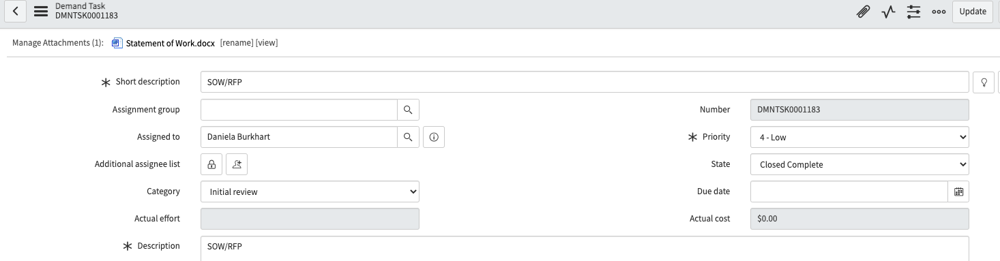 Demand Task
DMNTSK0001183
Update
Manage Attachments (1): Statement of Work.docx [rename] [view]
Short description SOW/RFP
Assignment group Number DMNTSK0001183
Assigned to Daniela Burkhart Priority 4 - Low
Additional assignee list State Closed Complete
Category Initial review Due date
Actual effort Actual cost $0.00
Description SOW/RFP